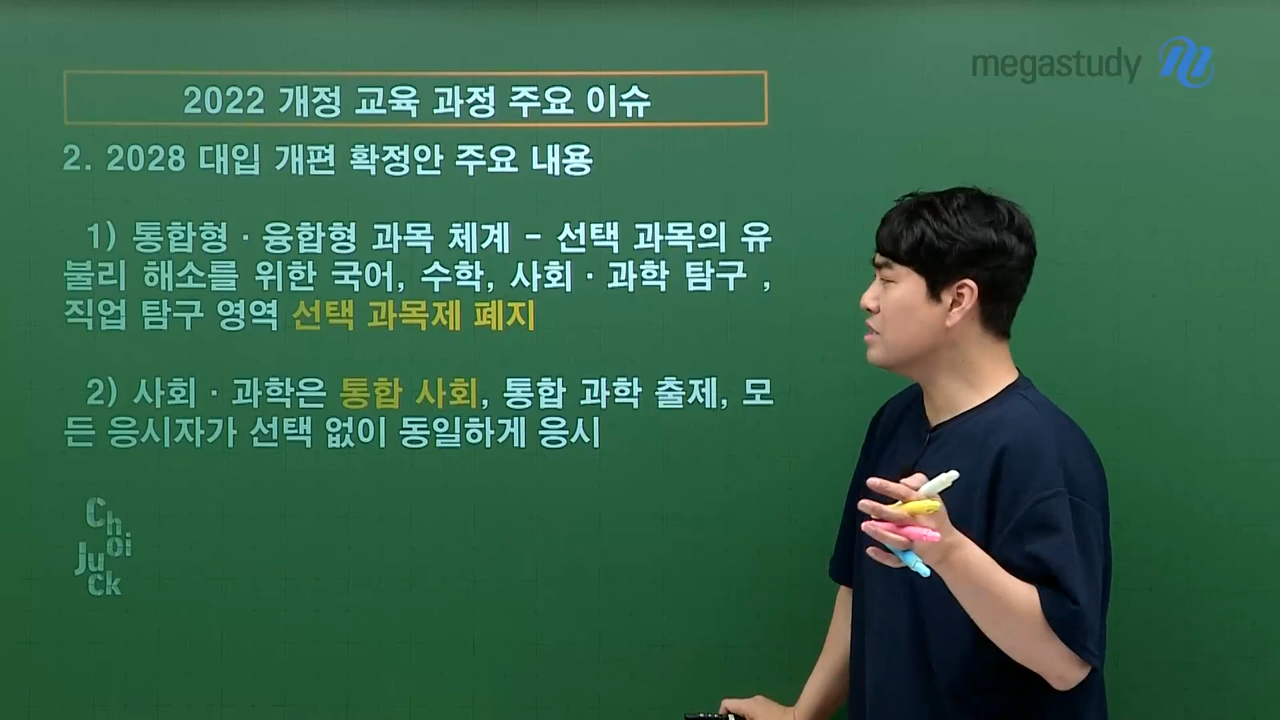 megastudy
2022 개정 교육 과정 주요 이슈
2. 2028 대입 개편 확정안 주요 내용
1) 통합형 · 융합형 과목 체계 - 선택 과목의 유
불리 해소를 위한 국어, 수학, 사회 · 과학 탐구 ,
직업 탐구 영역 선택 과목제 폐지
2) 사회 · 과학은 통합 사회, 통합 과학 출제, 모
든 응시자가 선택 없이 동일하게 응시
Choi
Juck